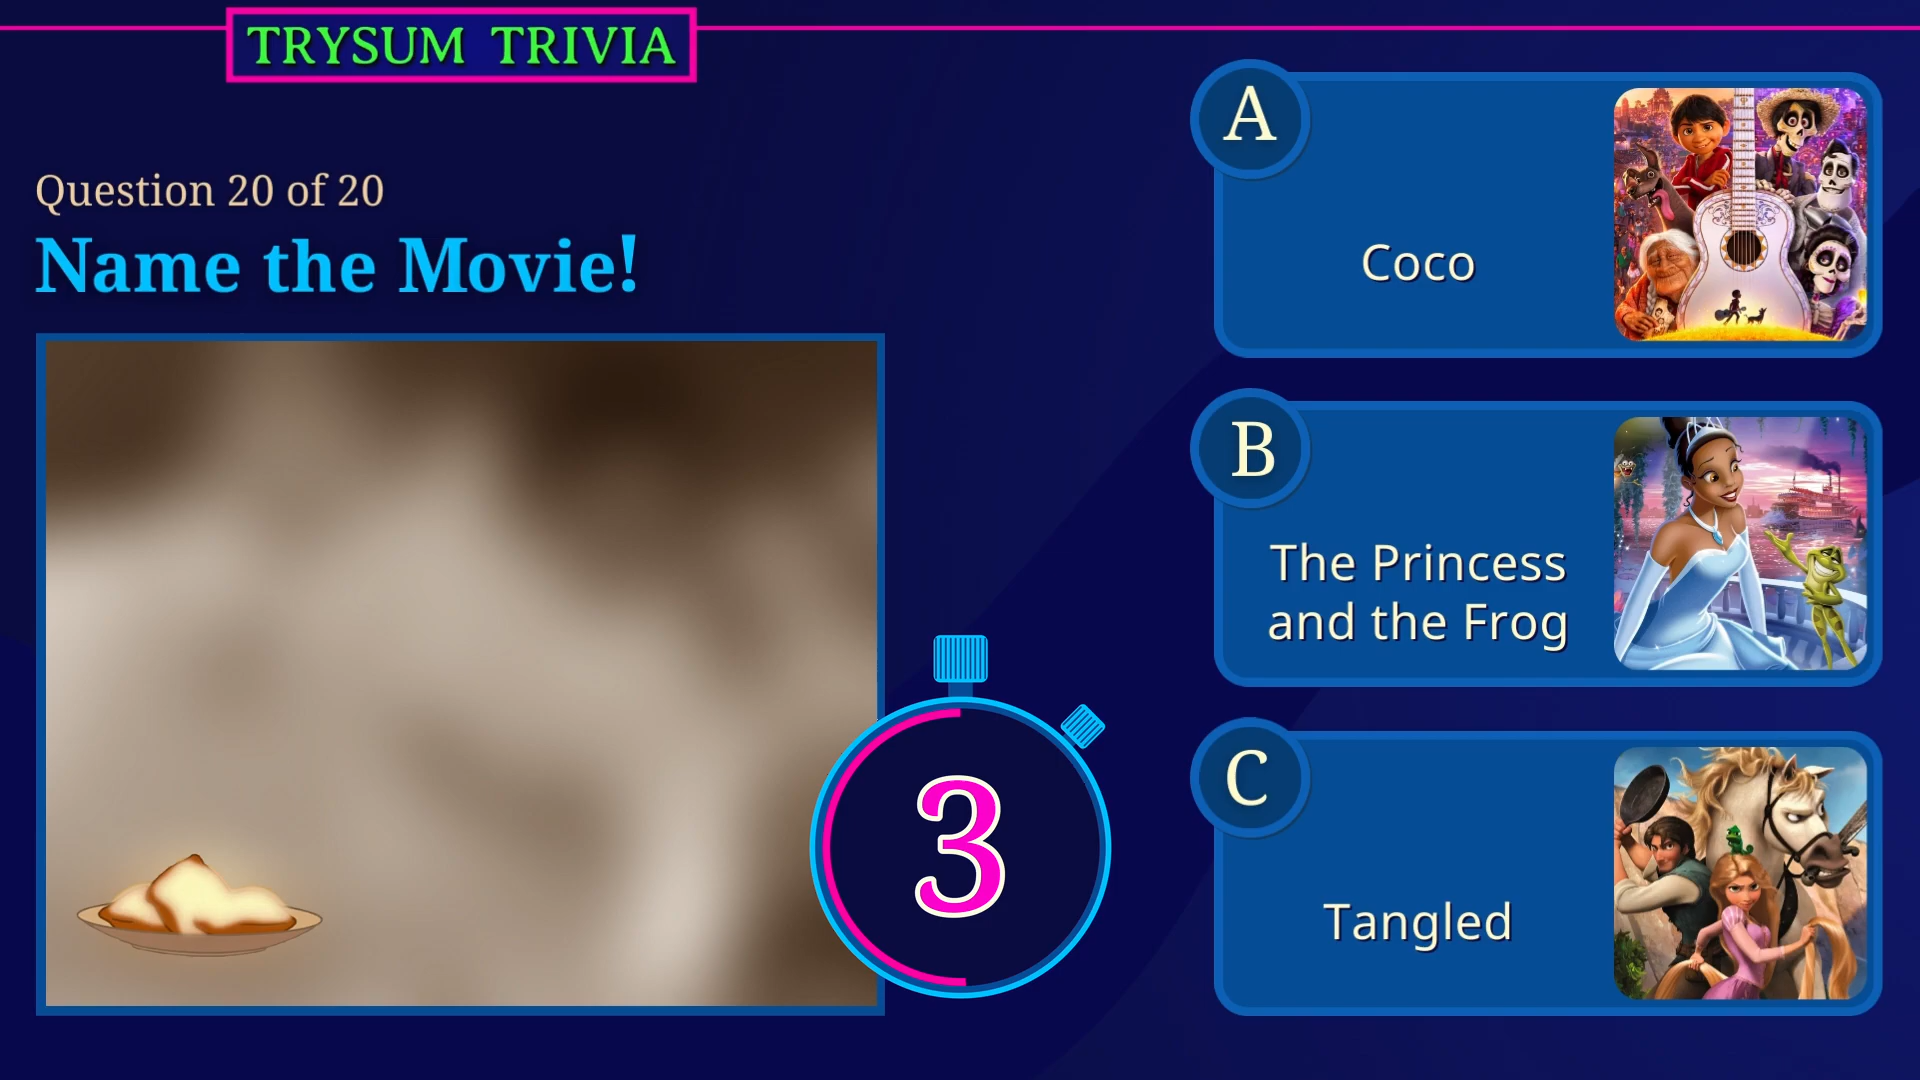 TRYSUM TRIVIA
Question 20 of 20
Name the Movie!
3
A
Coco
B
The Princess
and the Frog
C
Tangled